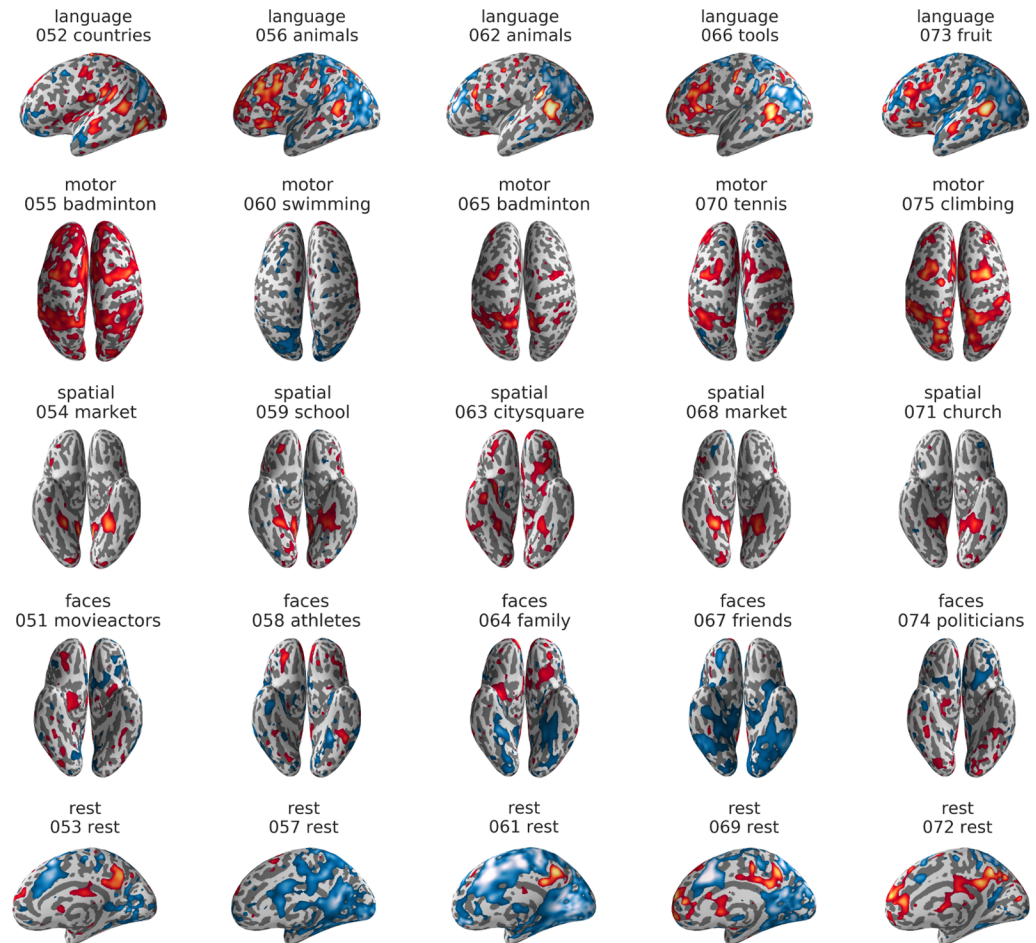 language
052 countries
language
056 animals
language
062 animals
language
066 tools
language
073 fruit
motor
055 badminton
motor
060 swimming
motor
065 badminton
motor
070 tennis
motor
075 climbing
spatial
054 market
spatial
059 school
spatial
063 citysquare
spatial
068 market
spatial
071 church
faces
051 movieactors
faces
058 athletes
faces
064 family
faces
067 friends
faces
074 politicians
rest
053 rest
rest
057 rest
rest
061 rest
rest
069 rest
rest
072 rest